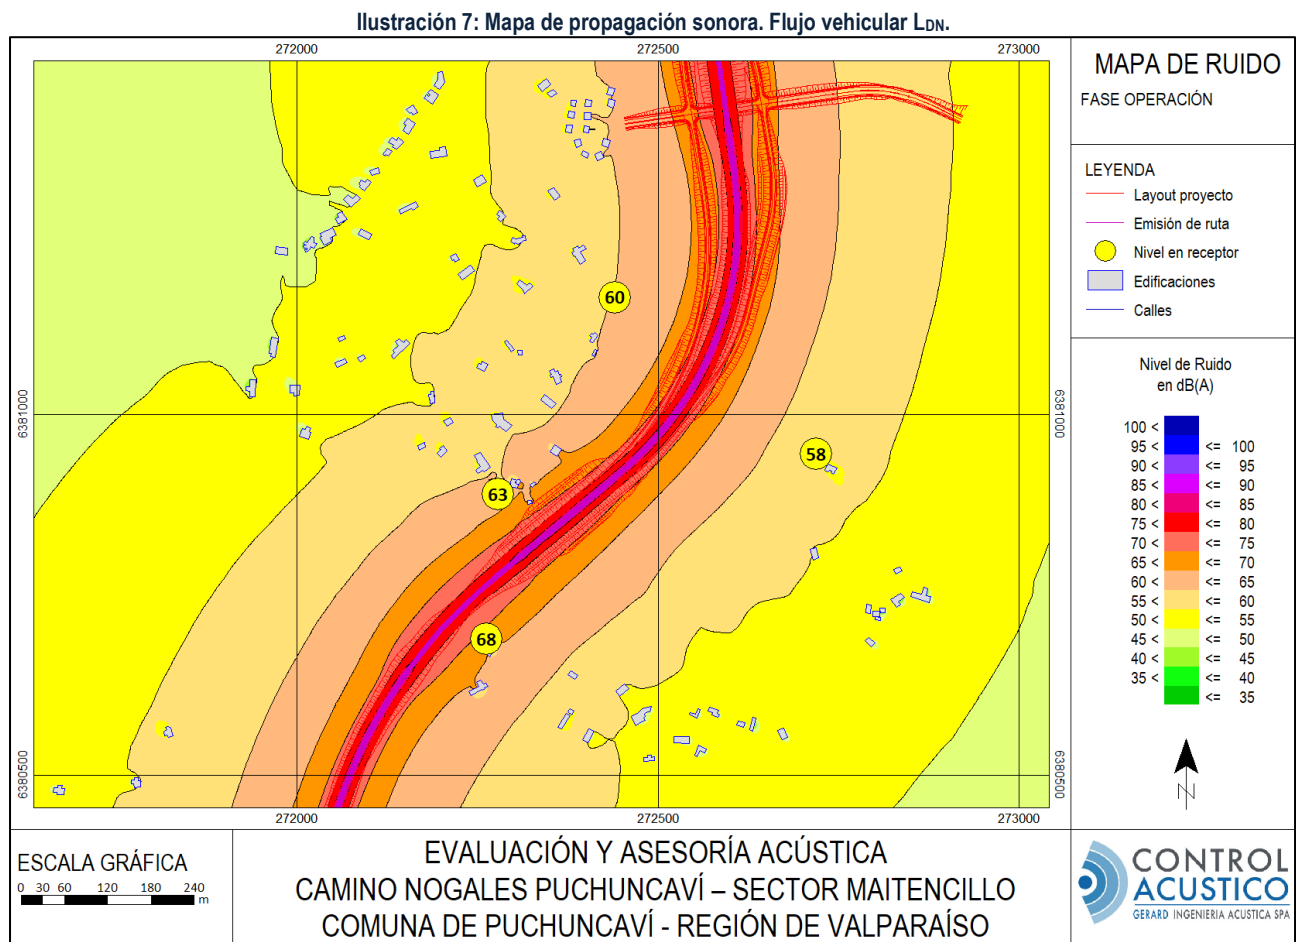 Ilustración 7: Mapa de propagación sonora. Flujo vehicular LDN.
272000 272500 273000
MAPA DE RUIDO
FASE OPERACIÓN
LEYENDA
Layout proyecto
Emisión de ruta
Nivel en receptor
Edificaciones
Calles
60
6381000 6381000
58
63
68
6380500 6380500
272000 272500 273000
Nivel de Ruido
en dB(A)
100 <
95 < <= 100
90 < <= 95
85 < <= 90
80 < <= 85
75 < <= 80
70 < <= 75
65 < <= 70
60 < <= 65
55 < <= 60
50 < <= 55
45 < <= 50
40 < <= 45
35 < <= 40
<= 35
N
ESCALA GRÁFICA
0 30 60 120 180 240
m
EVALUACIÓN Y ASESORÍA ACÚSTICA
CAMINO NOGALES PUCHUNCAVÍ – SECTOR MAITENCILLO
COMUNA DE PUCHUNCAVÍ - REGIÓN DE VALPARAÍSO
CONTROL
ACUSTICO
GERARD INGENIERIA ACUSTICA SPA